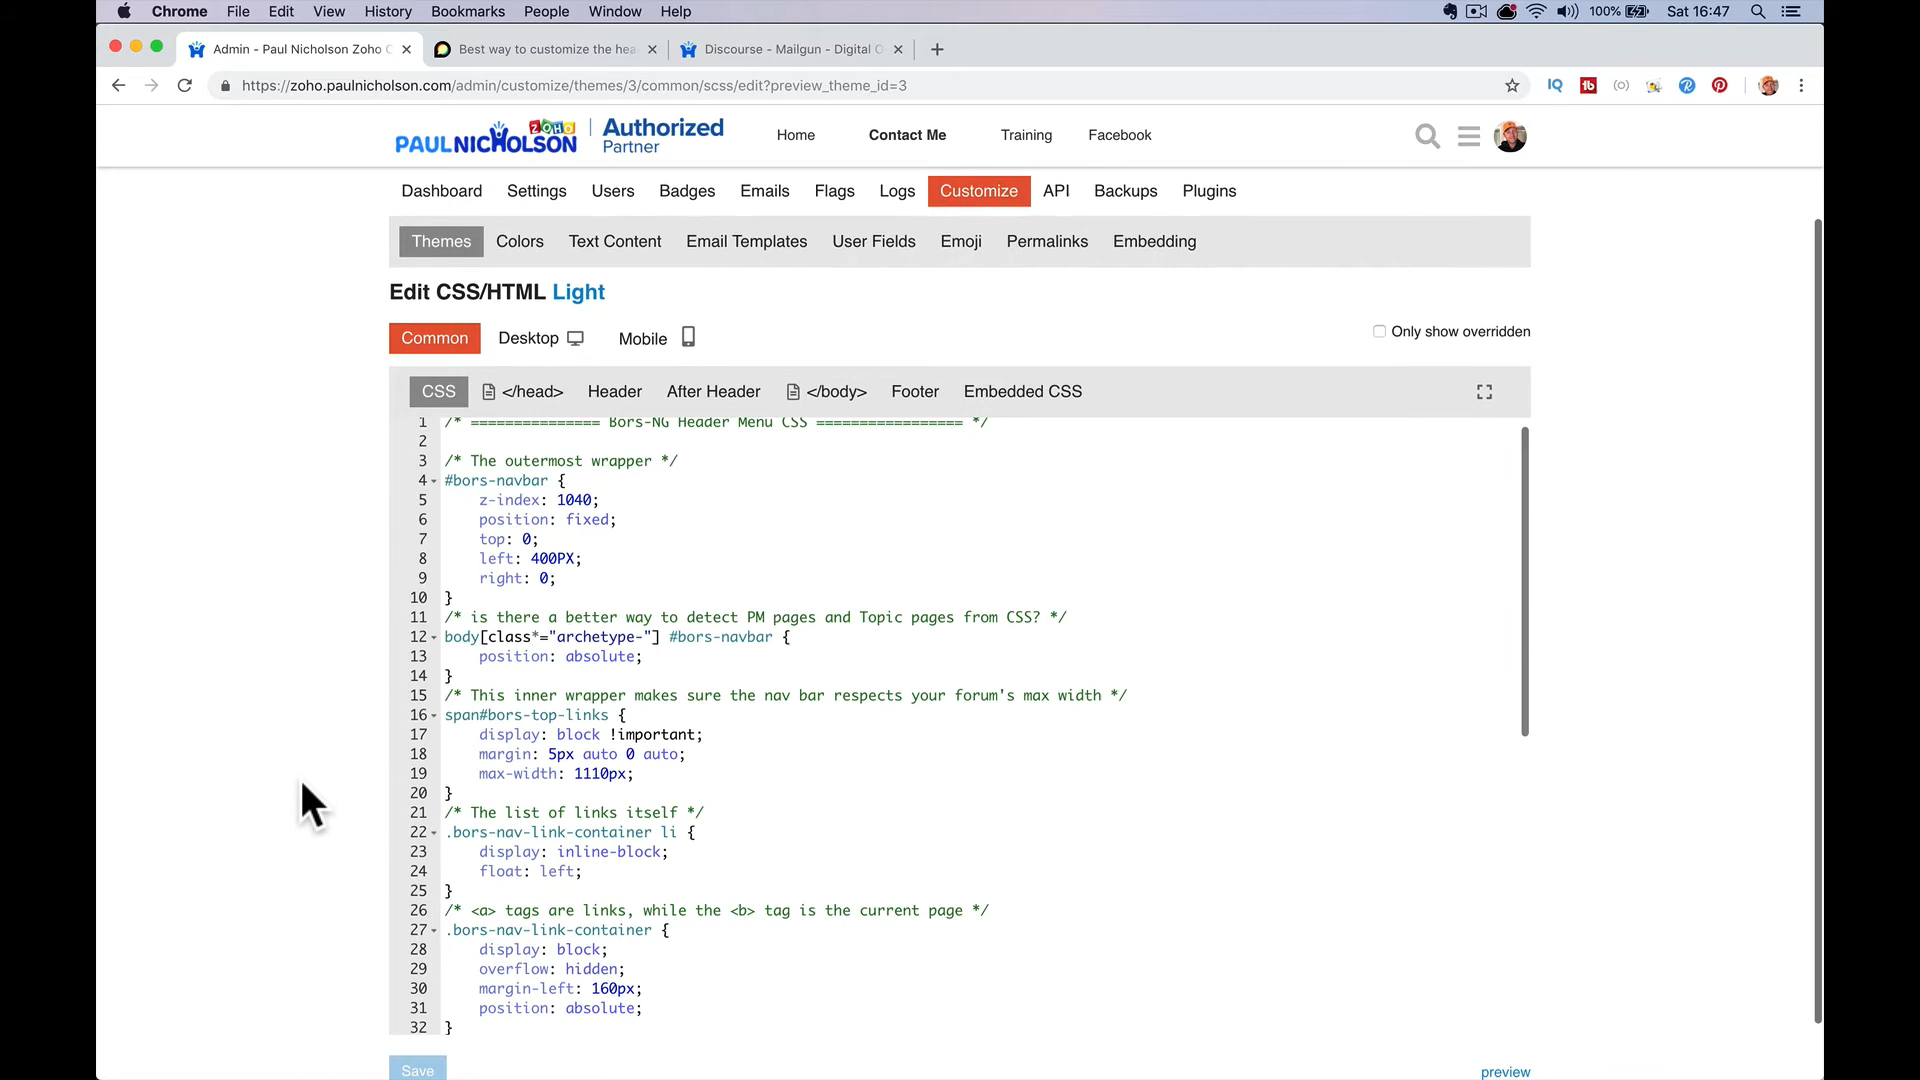 Chrome File Edit View History Bookmarks People Window Help 100% Sat 16:47
Admin - Paul Nicholson Zoho C Best way to customize the hea Discourse - Mailgun - Digital O
https://zoho.paulnicholson.com/admin/customize/themes/3/common/scss/edit?preview_theme_id=3
PAULNICHOLSON ZOHO Authorized Partner Home Contact Me Training Facebook
Dashboard Settings Users Badges Emails Flags Logs Customize API Backups Plugins
Themes Colors Text Content Email Templates User Fields Emoji Permalinks Embedding
Edit CSS/HTML Light
Common Desktop Mobile Only show overridden
CSS </head> Header After Header </body> Footer Embedded CSS
1 /* =============== Bors-NG Header Menu CSS ================= */
2
3 /* The outermost wrapper */
4 #bors-navbar {
5 z-index: 1040;
6 position: fixed;
7 top: 0;
8 left: 400PX;
9 right: 0;
10 }
11 /* is there a better way to detect PM pages and Topic pages from CSS? */
12 body[class*="archetype-"] #bors-navbar {
13 position: absolute;
14 }
15 /* This inner wrapper makes sure the nav bar respects your forum's max width */
16 span#bors-top-links {
17 display: block !important;
18 margin: 5px auto 0 auto;
19 max-width: 1110px;
20 }
21 /* The list of links itself */
22 .bors-nav-link-container li {
23 display: inline-block;
24 float: left;
25 }
26 /* <a> tags are links, while the <b> tag is the current page */
27 .bors-nav-link-container {
28 display: block;
29 overflow: hidden;
30 margin-left: 160px;
31 position: absolute;
32 }
Save preview